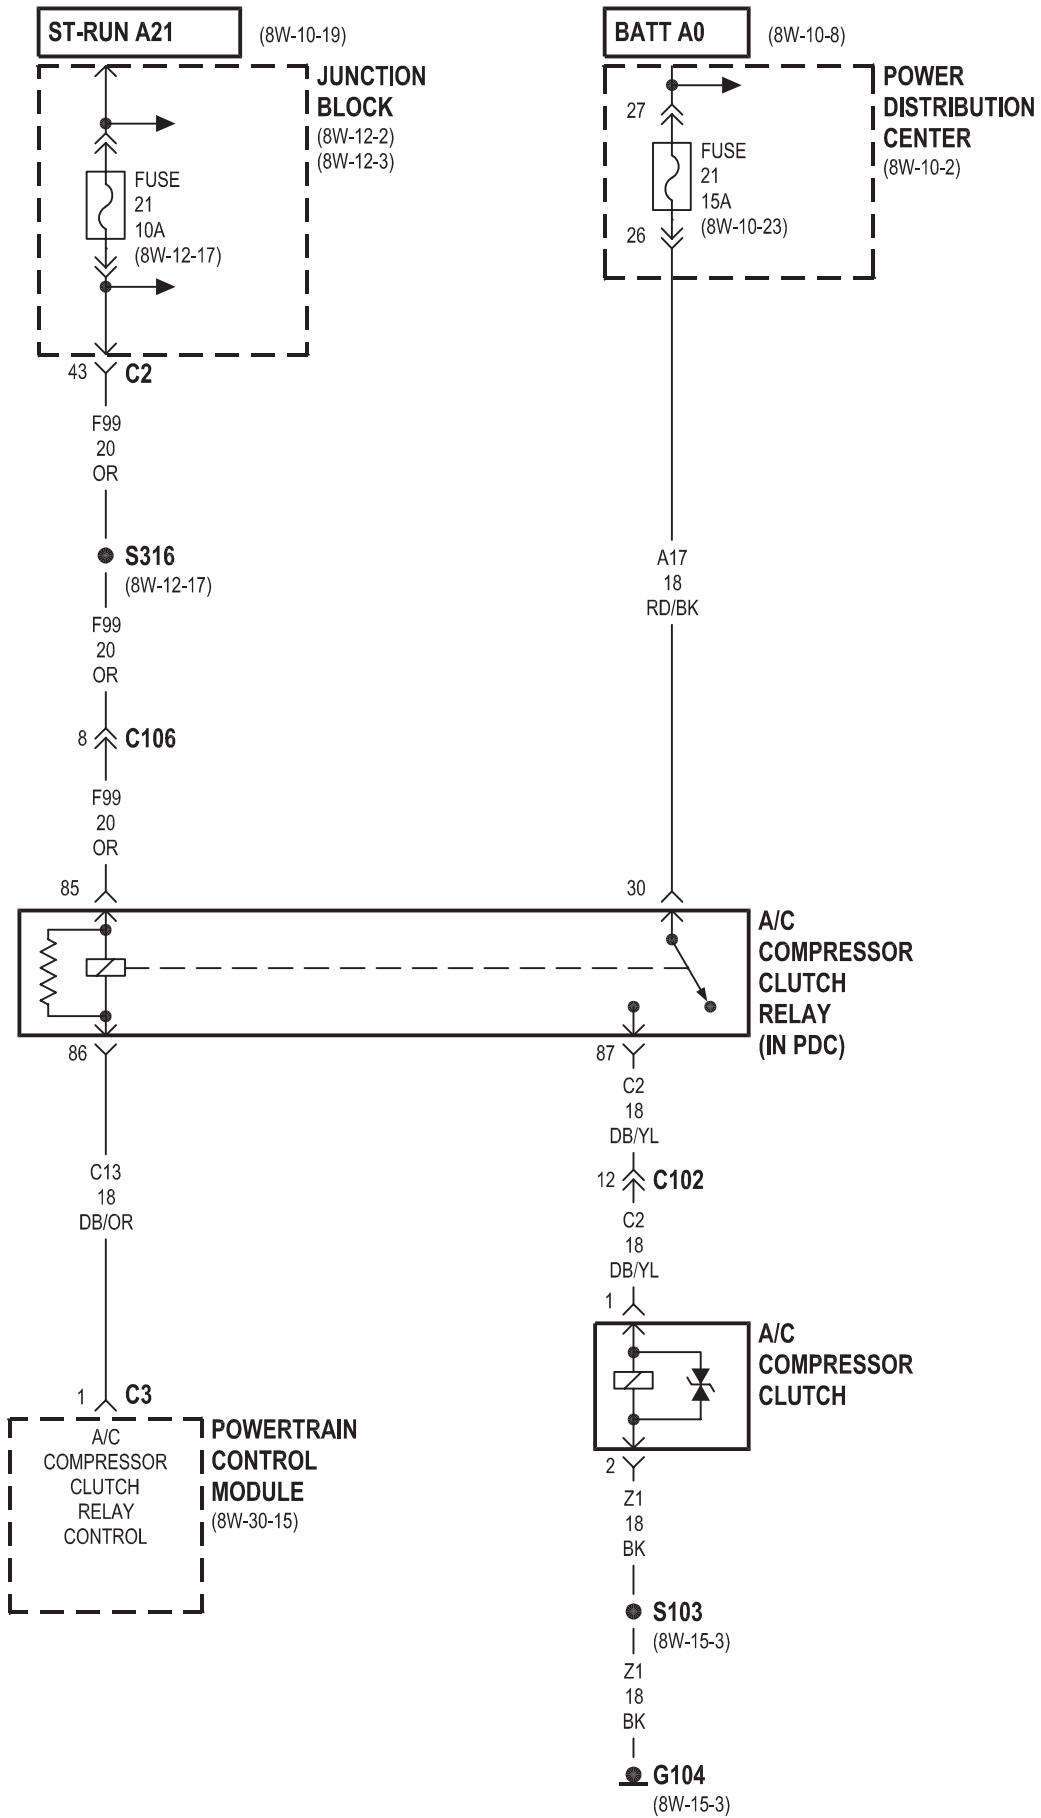 ST-RUN A21
(8W-10-19)
JUNCTION
BLOCK
(8W-12-2)
(8W-12-3)
FUSE
21
10A
(8W-12-17)
43
C2
F99
20
OR
S316
(8W-12-17)
F99
20
OR
8
C106
F99
20
OR
85
BATT A0
(8W-10-8)
POWER
DISTRIBUTION
CENTER
(8W-10-2)
27
FUSE
21
15A
(8W-10-23)
26
A17
18
RD/BK
30
A/C
COMPRESSOR
CLUTCH
RELAY
(IN PDC)
86
C13
18
DB/OR
1
C3
A/C
COMPRESSOR
CLUTCH
RELAY
CONTROL
POWERTRAIN
CONTROL
MODULE
(8W-30-15)
87
C2
18
DB/YL
12
C102
C2
18
DB/YL
1
A/C
COMPRESSOR
CLUTCH
2
Z1
18
BK
S103
(8W-15-3)
Z1
18
BK
G104
(8W-15-3)